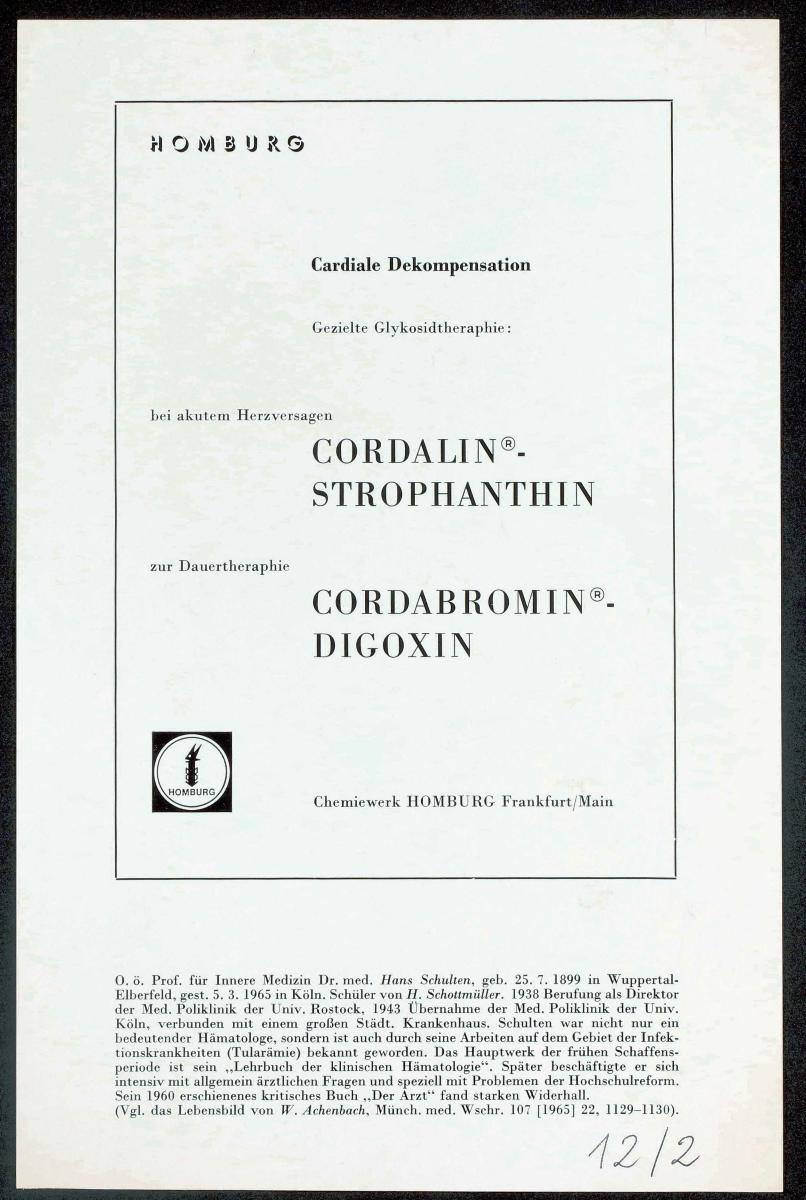 HOMBURG
Cardiale Dekompensation
Gezielte Glykosidtheraphie:
bei akutem Herzversagen
CORDALIN®-
STROPHANTHIN
zur Dauertheraphie
CORDABROMIN®-
DIGOXIN
HOMBURG
Chemiewerk HOMBURG Frankfurt/Main
O. ö. Prof. für Innere Medizin Dr. med. Hans Schulten, geb. 25. 7. 1899 in Wuppertal-
Elberfeld, gest. 5. 3. 1965 in Köln. Schüler von H. Schottmüller. 1938 Berufung als Direktor
der Med. Poliklinik der Univ. Rostock, 1943 Übernahme der Med. Poliklinik der Univ.
Köln, verbunden mit einem großen Städt. Krankenhaus. Schulten war nicht nur ein
bedeutender Hämatologe, sondern ist auch durch seine Arbeiten auf dem Gebiet der Infek-
tionskrankheiten (Tularämie) bekannt geworden. Das Hauptwerk der frühen Schaffens-
periode ist sein „Lehrbuch der klinischen Hämatologie“. Später beschäftigte er sich
intensiv mit allgemein ärztlichen Fragen und speziell mit Problemen der Hochschulreform.
Sein 1960 erschienenes kritisches Buch „Der Arzt“ fand starken Widerhall.
(Vgl. das Lebensbild von W. Achenbach, Münch. med. Wschr. 107 [1965] 22, 1129–1130).
12/2